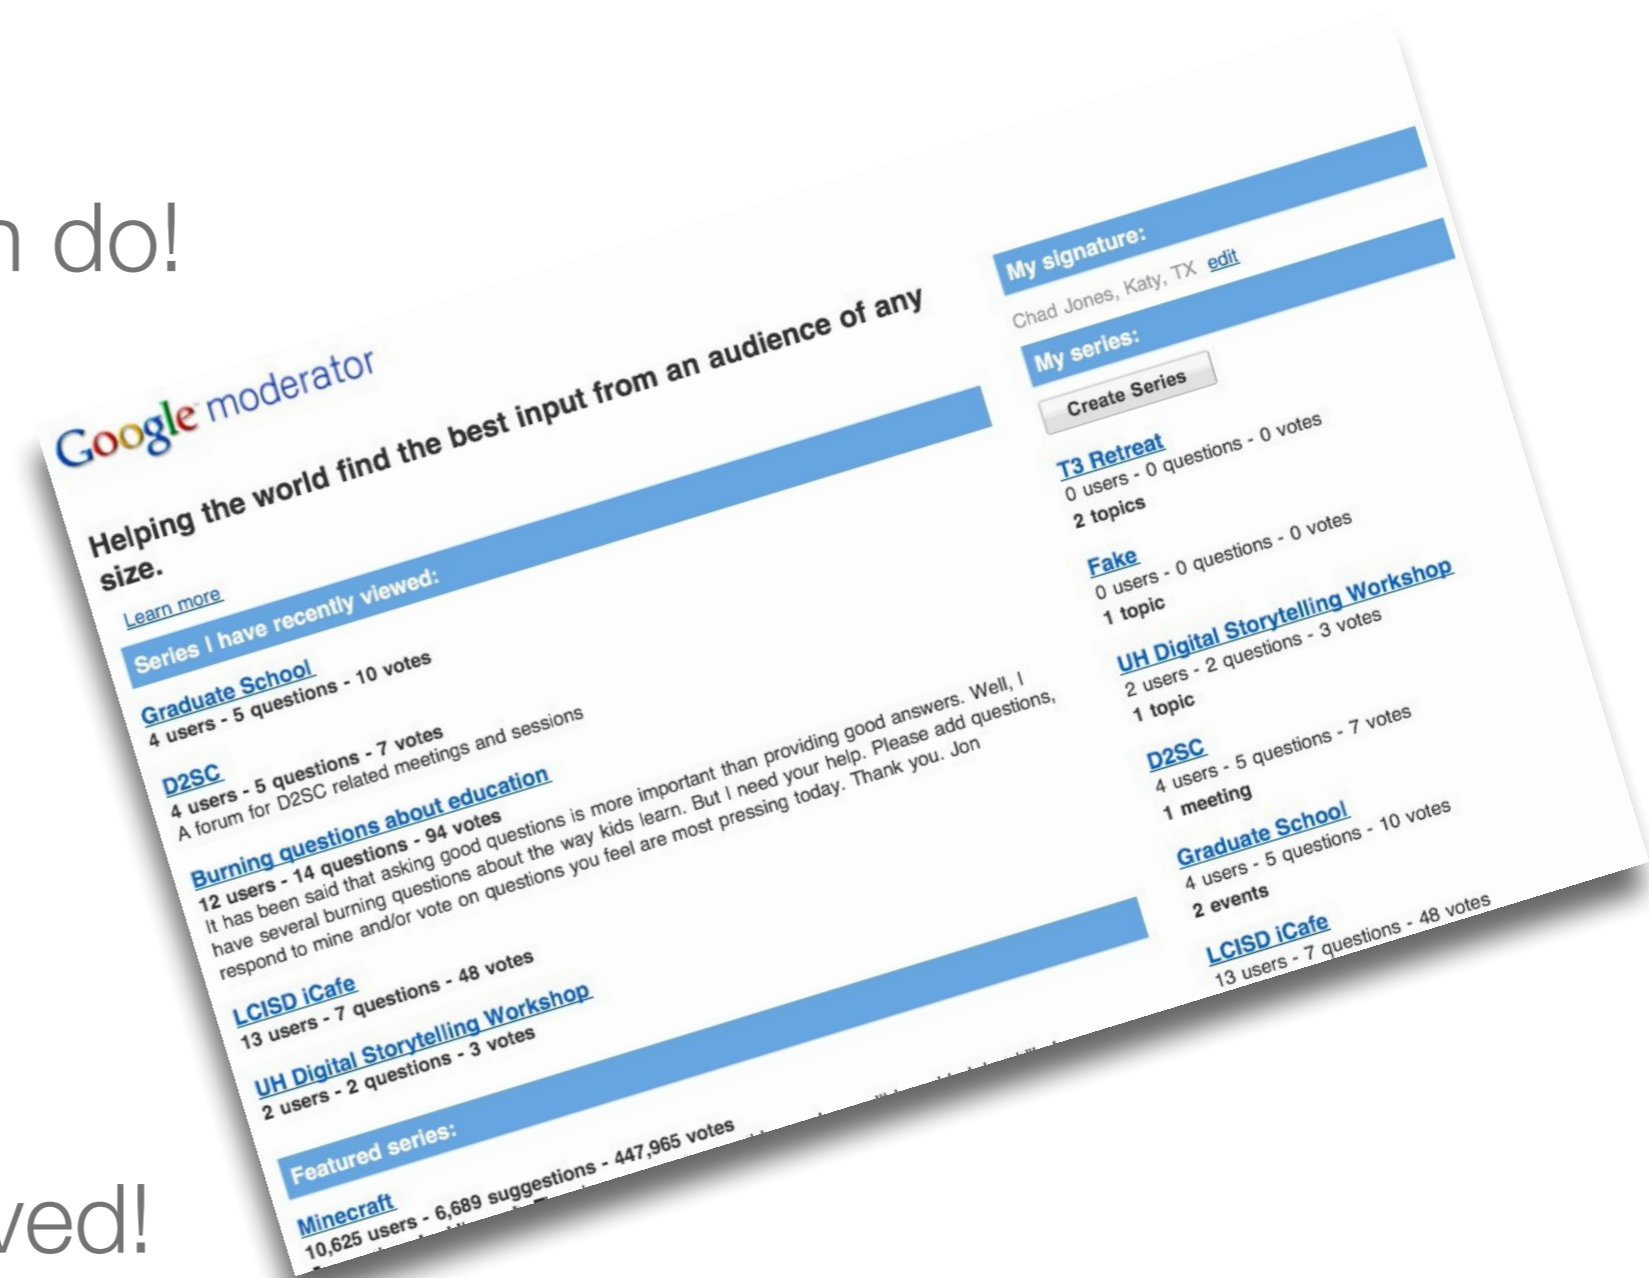 do!
Google moderator
Helping the world find the best input from an audience of any
size.
Learn more
Series I have recently viewed:
Graduate School
4 users - 5 questions - 10 votes
D2SC
4 users - 5 questions - 7 votes
A forum for D2SC related meetings and sessions
Burning questions about education
12 users - 14 questions - 94 votes
It has been said that asking good questions is more important than providing good answers. Well, I
have several burning questions about the way kids learn. But I need your help. Please add questions,
respond to mine and/or vote on questions you feel are most pressing today. Thank you. Jon
LCISD iCafe
13 users - 7 questions - 48 votes
UH Digital Storytelling Workshop
2 users - 2 questions - 3 votes
Featured series:
Minecraft
10,625 users - 6,689 suggestions - 447,965 votes
My signature:
Chad Jones, Katy, TX edit
My series:
Create Series
T3 Retreat
0 users - 0 questions - 0 votes
2 topics
Fake
0 users - 0 questions - 0 votes
1 topic
UH Digital Storytelling Workshop
2 users - 2 questions - 3 votes
1 topic
D2SC
4 users - 5 questions - 7 votes
1 meeting
Graduate School
4 users - 5 questions - 10 votes
2 events
LCISD iCafe
13 users - 7 questions - 48 votes
ved!